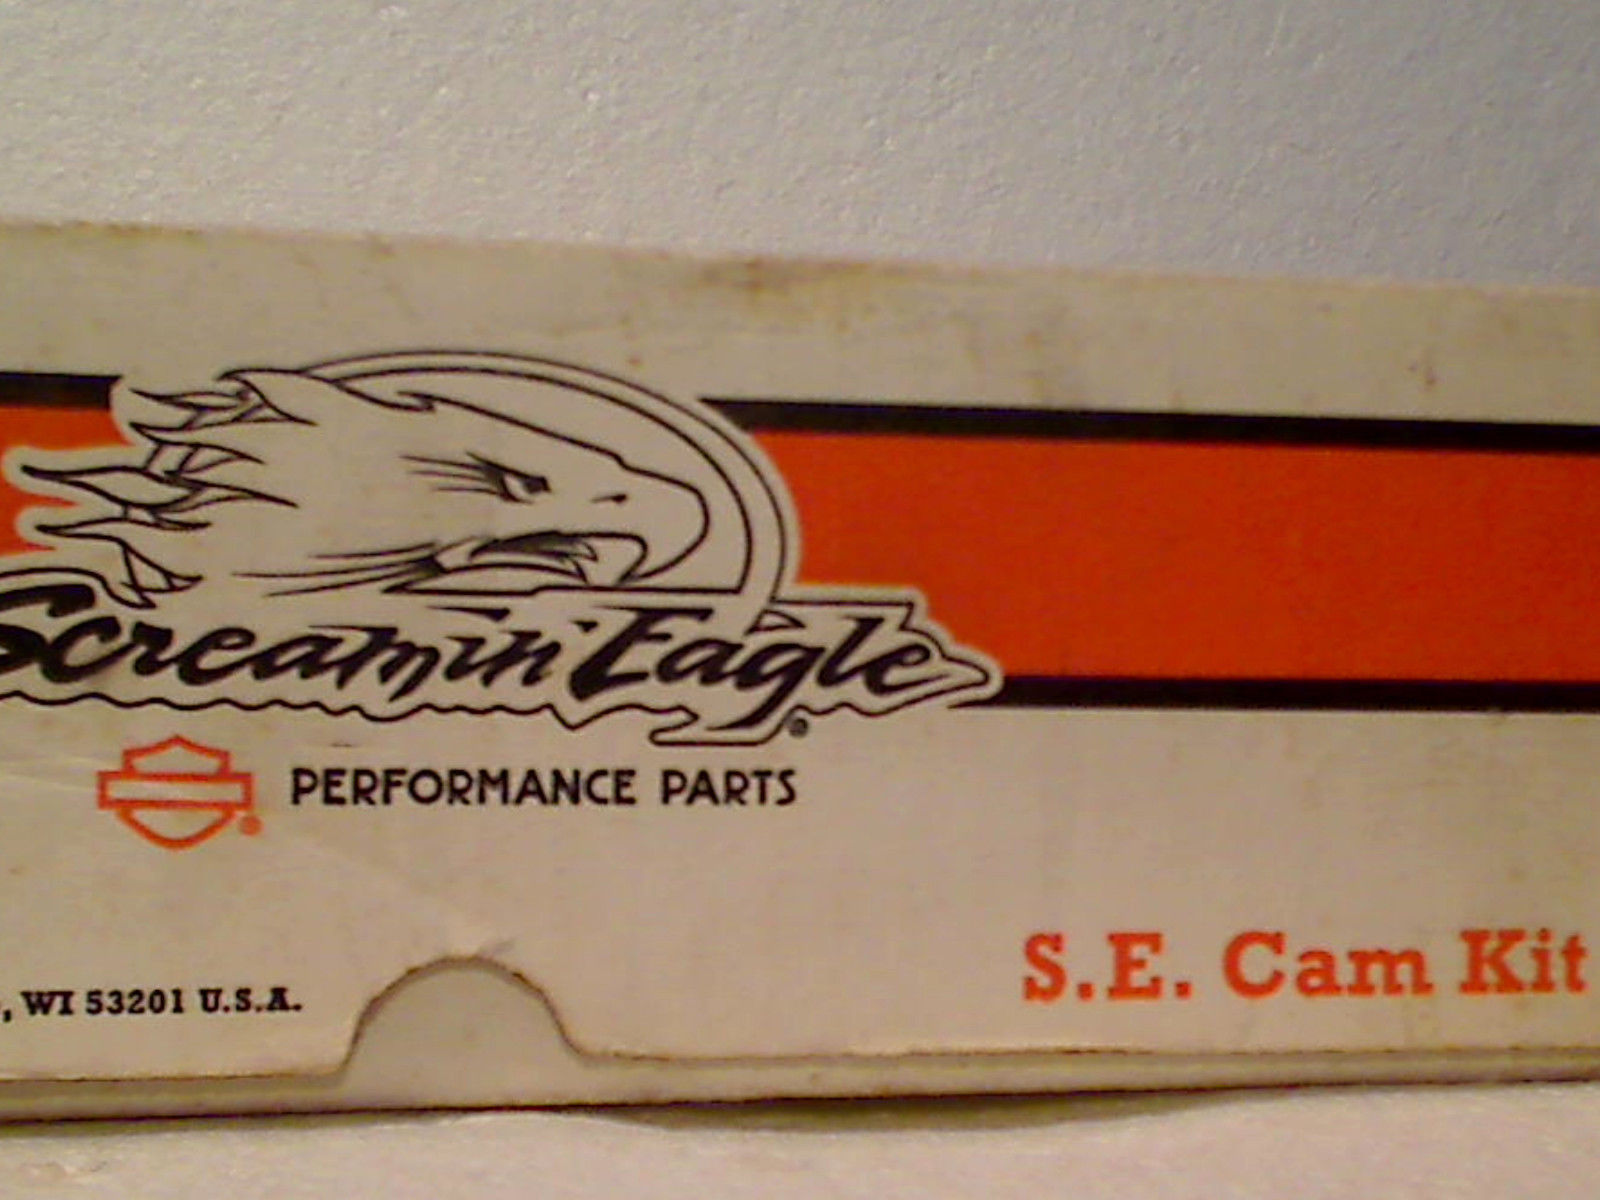 Screamin' Eagle®
PERFORMANCE PARTS
S.E. Cam Kit
, WI 53201 U.S.A.